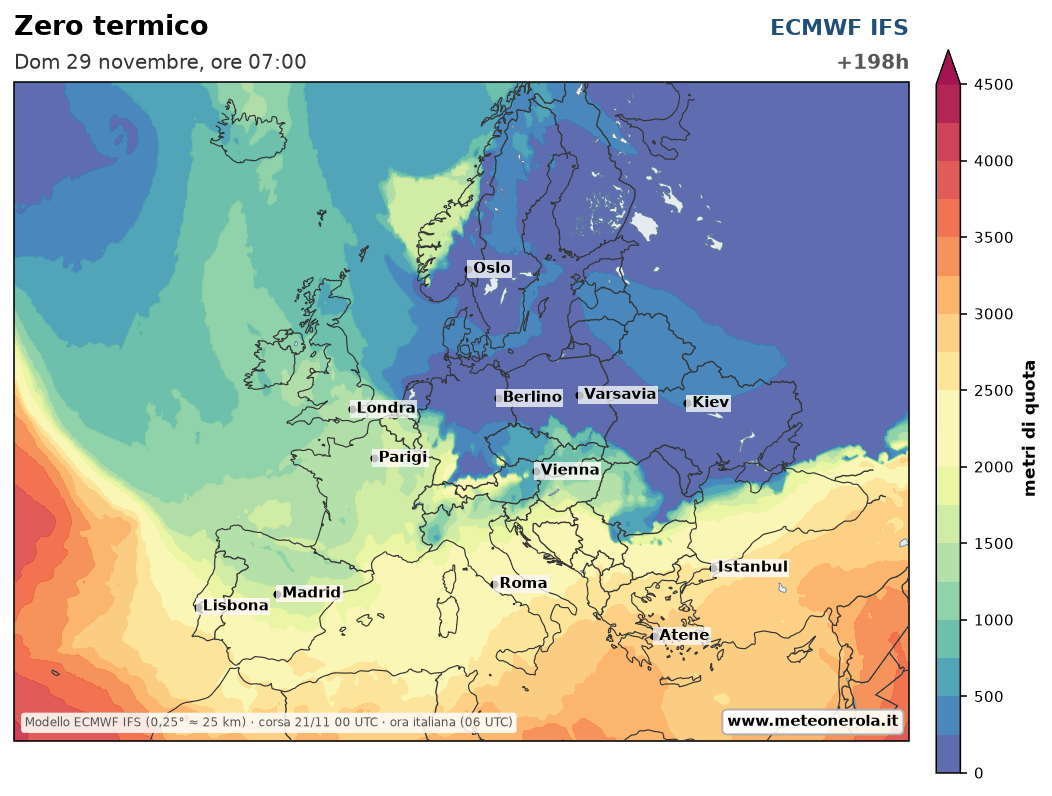 Zero termico
ECMWF IFS
Dom 29 novembre, ore 07:00
+198h
4500
4000
3500
3000
2500
2000
1500
1000
500
0
metri di quota
Oslo
Berlino
Varsavia
Kiev
Londra
Parigi
Vienna
Istanbul
Roma
Madrid
Lisbona
Atene
Modello ECMWF IFS (0,25° ≈ 25 km) · corsa 21/11 00 UTC · ora italiana (06 UTC)
www.meteonerola.it